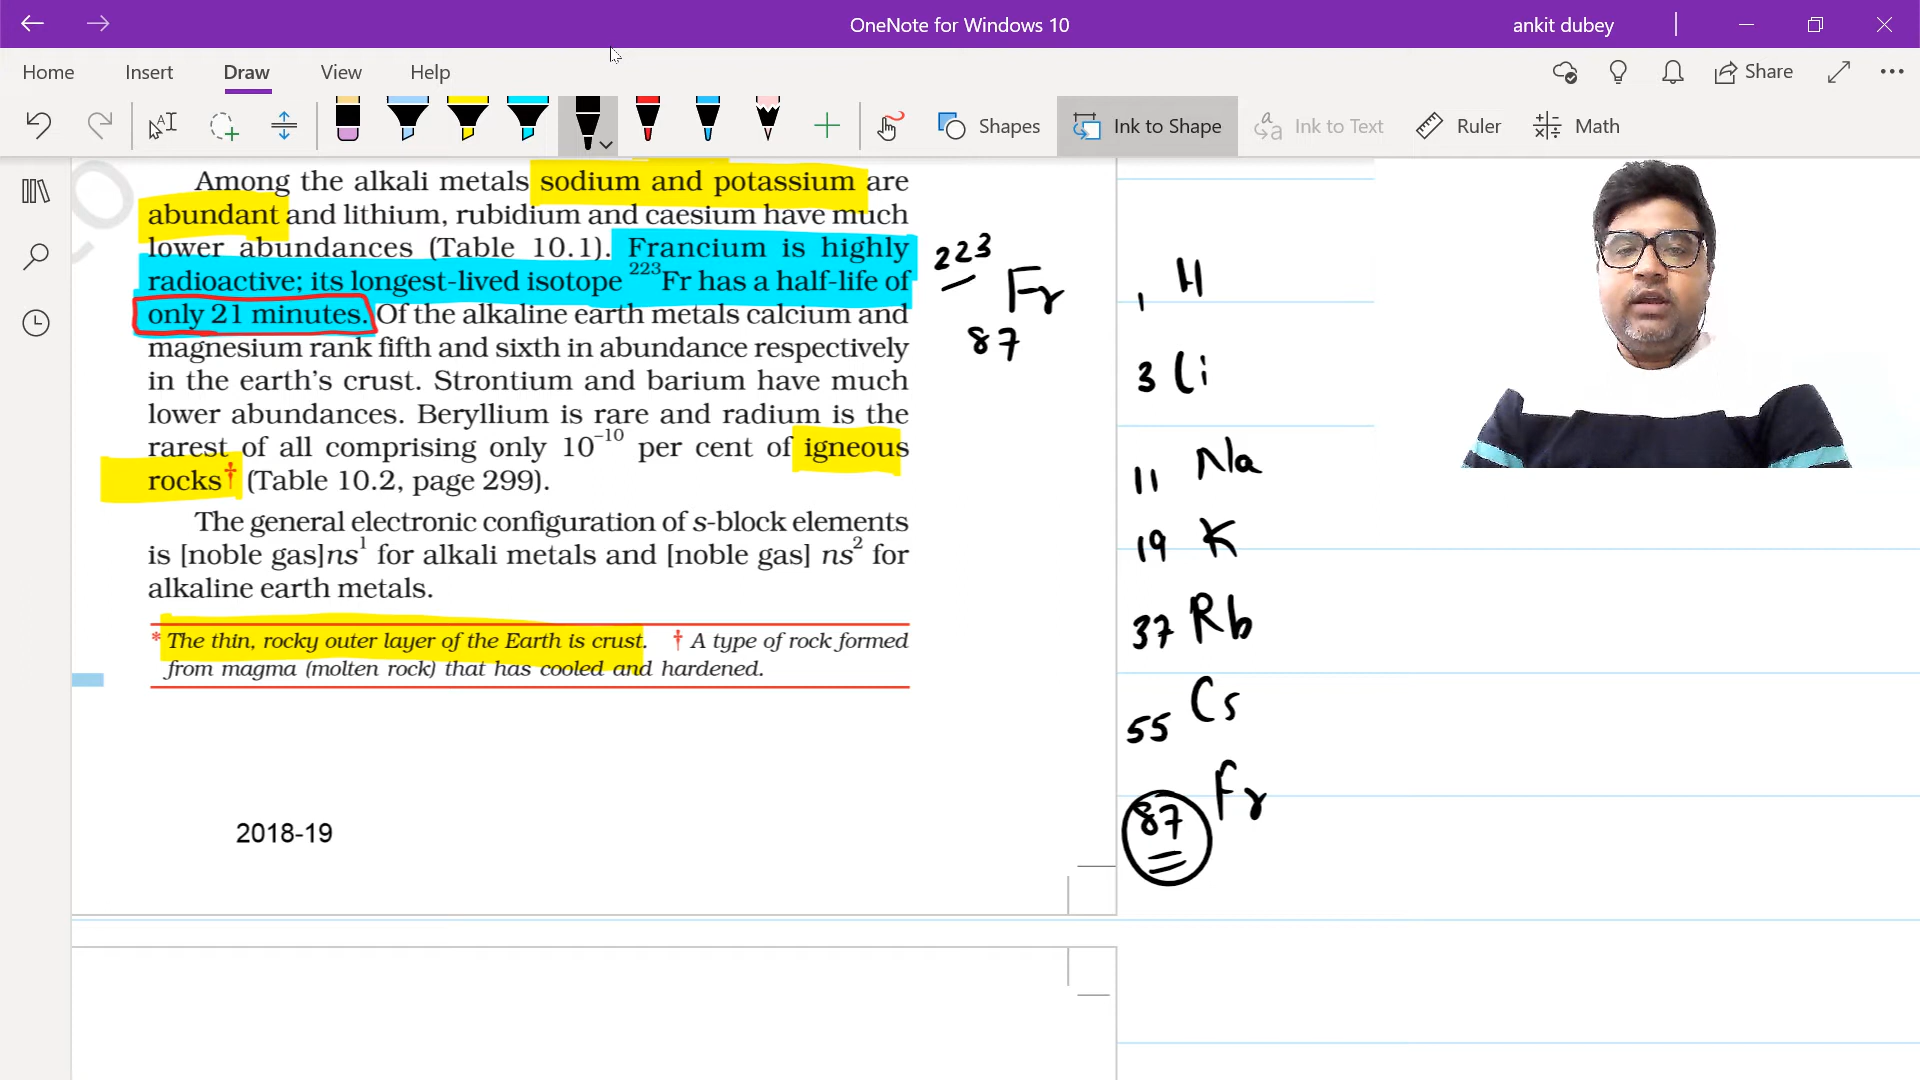 OneNote for Windows 10
ankit dubey
Home Insert Draw View Help
Share
Shapes
Ink to Shape
Ink to Text
Ruler
Math
Among the alkali metals sodium and potassium are
abundant and lithium, rubidium and caesium have much
lower abundances (Table 10.1). Francium is highly
radioactive; its longest-lived isotope ²²³Fr has a half-life of
only 21 minutes. Of the alkaline earth metals calcium and
magnesium rank fifth and sixth in abundance respectively
in the earth's crust. Strontium and barium have much
lower abundances. Beryllium is rare and radium is the
rarest of all comprising only 10⁻¹⁰ per cent of igneous
rocks† (Table 10.2, page 299).
The general electronic configuration of s-block elements
is [noble gas]ns¹ for alkali metals and [noble gas] ns² for
alkaline earth metals.
* The thin, rocky outer layer of the Earth is crust. † A type of rock formed
from magma (molten rock) that has cooled and hardened.
2018-19
223
Fr
87
1 H
3 Li
11 Na
19 K
37 Rb
55 Cs
87 Fr